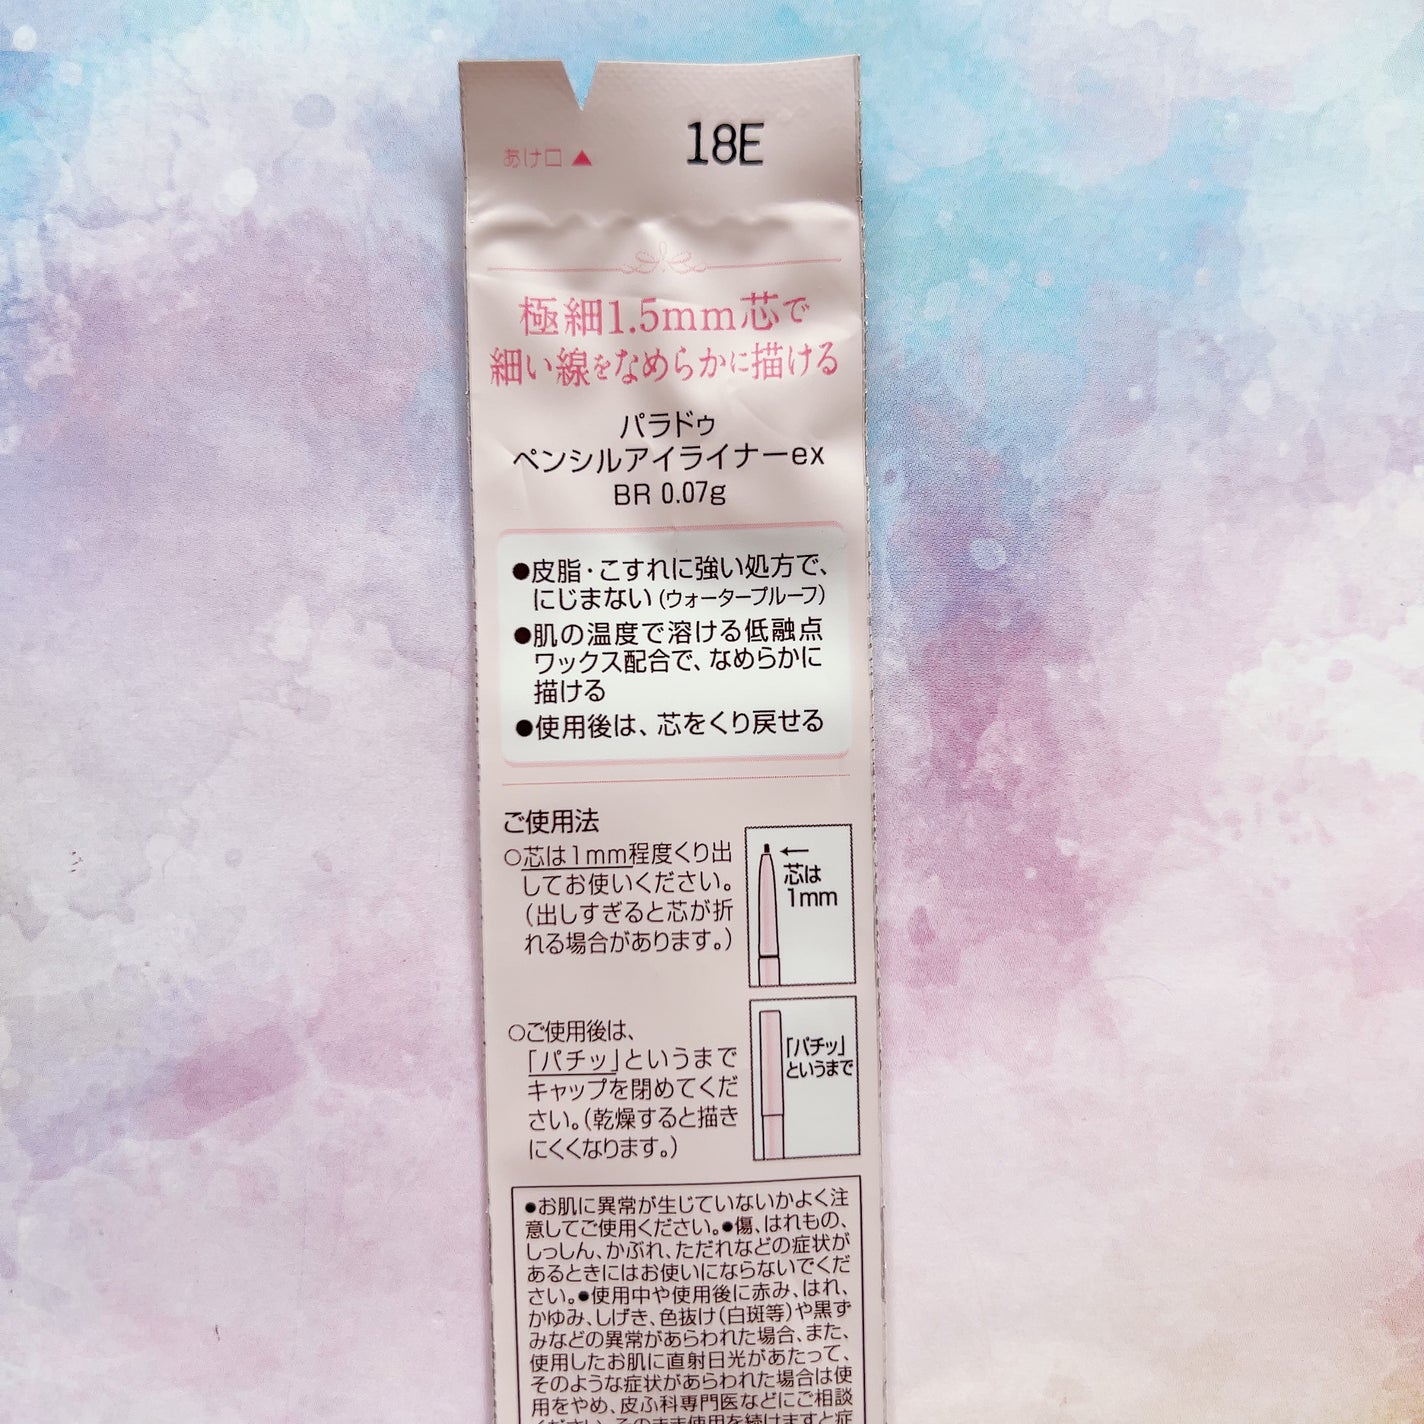 あけ口▲ 18E
極細1.5mm芯で
細い線をなめらかに描ける
パラドゥ
ペンシルアイライナーex
BR 0.07g
●皮脂・こすれに強い処方で、
にじまない(ウォータープルーフ)
●肌の温度で溶ける低融点
ワックス配合で、なめらかに
描ける
●使用後は、芯をくり戻せる
ご使用法
○芯は1mm程度くり出
してお使いください。
(出しすぎると芯が折
れる場合があります。)
芯は
1mm
○ご使用後は、
「パチッ」というまで
キャップを閉めてくだ
さい。(乾燥すると描き
にくくなります。)
「パチッ」
というまで
●お肌に異常が生じていないかよく注
意してご使用ください。●傷、はれもの、
しっしん、かぶれ、ただれなどの症状が
あるときにはお使いにならないでくだ
さい。●使用中や使用後に赤み、はれ、
かゆみ、しげき、色抜け(白斑等)や黒ず
みなどの異常があらわれた場合、また、
使用したお肌に直射日光があたって、
そのような症状があらわれた場合は使
用をやめ、皮ふ科専門医などにご相談
ください。そのまま使用を続けますと症